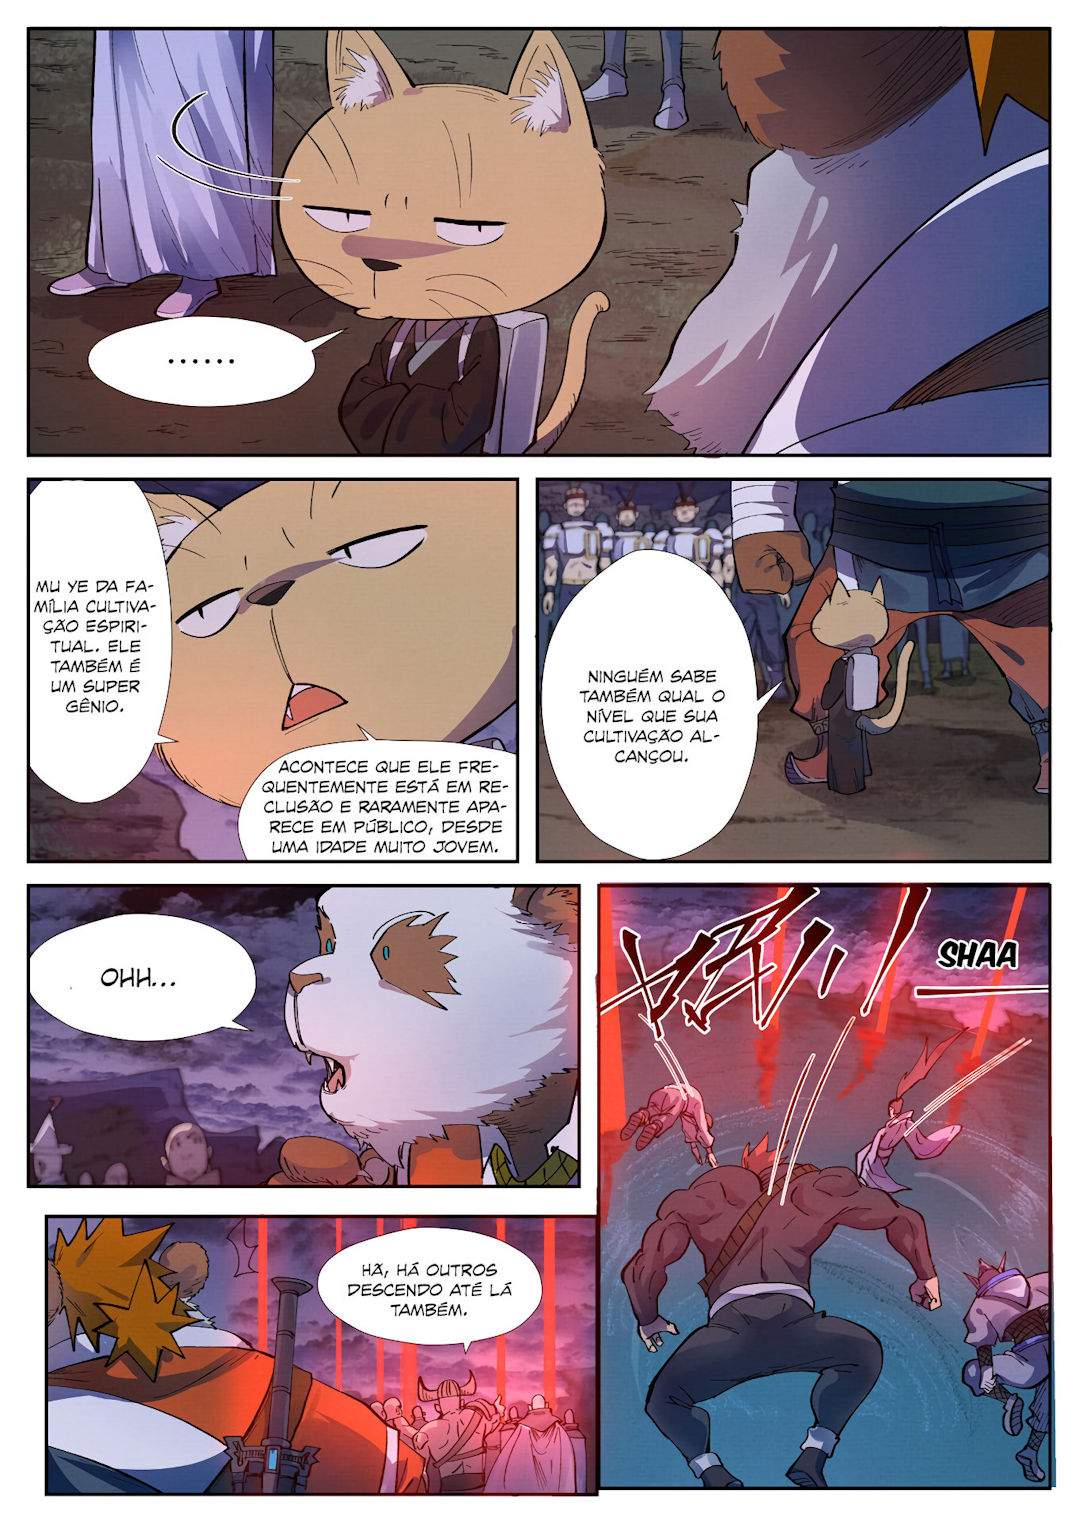 ......
MU YE DA FA-
MÍLIA CULTIVA-
ÇÃO ESPIRI-
TUAL. ELE
TAMBÉM É
UM SUPER
GÊNIO.
ACONTECE QUE ELE FRE-
QUENTEMENTE ESTÁ EM RE-
CLUSÃO E RARAMENTE APA-
RECE EM PÚBLICO, DESDE
UMA IDADE MUITO JOVEM.
NINGUÉM SABE
TAMBÉM QUAL O
NÍVEL QUE SUA
CULTIVAÇÃO AL-
CANÇOU.
OHH...
SHAA
HÃ, HÁ OUTROS
DESCENDO ATÉ LÁ
TAMBÉM.